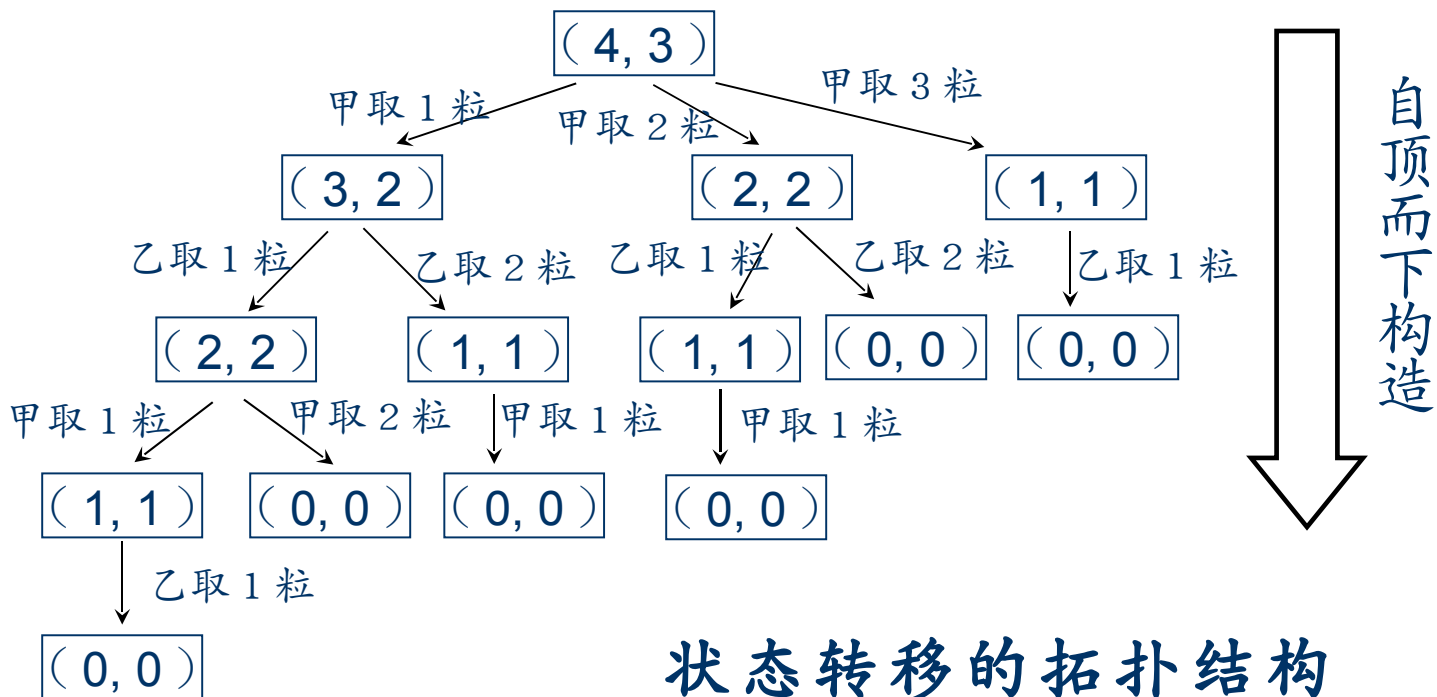 （ 4, 3 ）
甲取 1 粒
甲取 2 粒
甲取 3 粒
（ 3, 2 ）
（ 2, 2 ）
（ 1, 1 ）
乙取 1 粒
乙取 2 粒
乙取 1 粒
乙取 2 粒
乙取 1 粒
（ 2, 2 ）
（ 1, 1 ）
（ 1, 1 ）
（ 0, 0 ）
（ 0, 0 ）
甲取 1 粒
甲取 2 粒
甲取 1 粒
甲取 1 粒
（ 1, 1 ）
（ 0, 0 ）
（ 0, 0 ）
（ 0, 0 ）
乙取 1 粒
（ 0, 0 ）
自顶而下构造
状态转移的拓扑结构